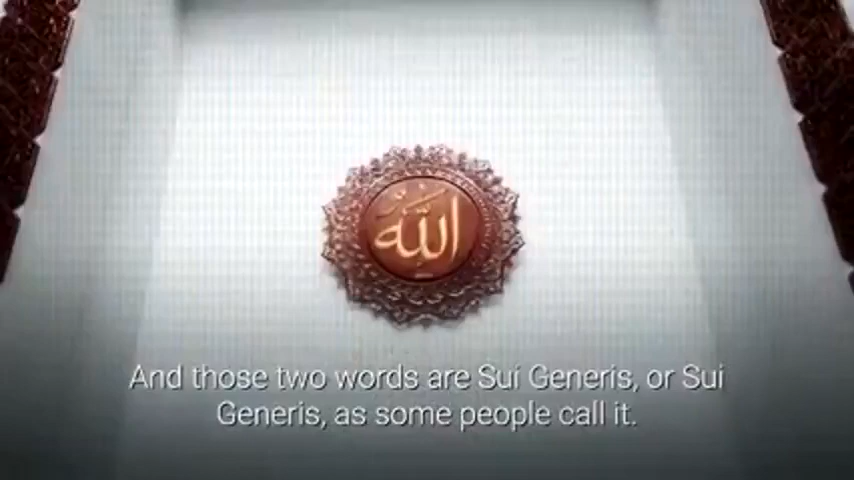 الله
And those two words are Sui Generis, or Sui
Generis, as some people call it.